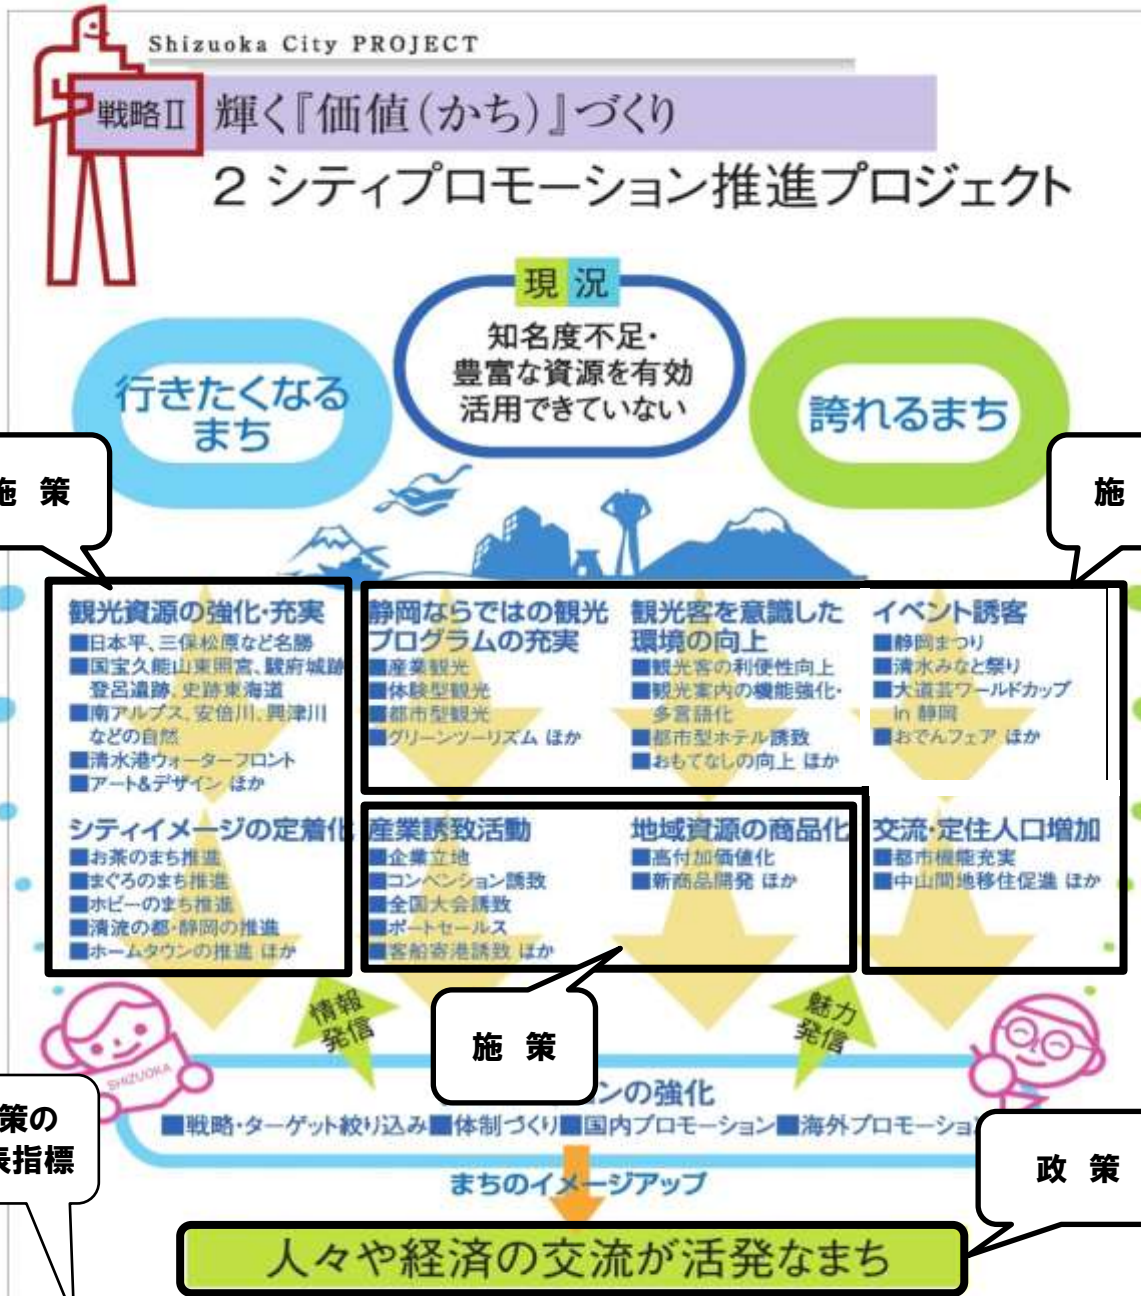 Shizuoka City PROJECT
戦略Ⅱ 輝く『価値(かち)』づくり
2 シティプロモーション推進プロジェクト
現況
知名度不足・
豊富な資源を有効
活用できていない
行きたくなる
まち
誇れるまち
施 策
施
観光資源の強化・充実
■日本平、三保松原など名勝
■国宝久能山東照宮、駿府城跡
登呂遺跡、史跡東海道
■南アルプス、安倍川、興津川
などの自然
■清水港ウォーターフロント
■アート&デザイン ほか
静岡ならではの観光
プログラムの充実
■産業観光
■体験型観光
■都市型観光
■グリーンツーリズム ほか
観光客を意識した
環境の向上
■観光客の利便性向上
■観光案内の機能強化・
多言語化
■都市型ホテル誘致
■おもてなしの向上 ほか
イベント誘客
■静岡まつり
■清水みなと祭り
■大道芸ワールドカップ
in 静岡
■おでんフェア ほか
シティイメージの定着化
■お茶のまち推進
■まぐろのまち推進
■ホビーのまち推進
■清流の都・静岡の推進
■ホームタウンの推進 ほか
産業誘致活動
■企業立地
■コンベンション誘致
■全国大会誘致
■ポートセールス
■客船寄港誘致 ほか
地域資源の商品化
■高付加価値化
■新商品開発 ほか
交流・定住人口増加
■都市機能充実
■中山間地移住促進 ほか
情報
発信
魅力
発信
施 策
SHIZUOKA
ンの強化
■戦略・ターゲット絞り込み■体制づくり■国内プロモーション■海外プロモーショ
策の
指標
政 策
まちのイメージアップ
人々や経済の交流が活発なまち